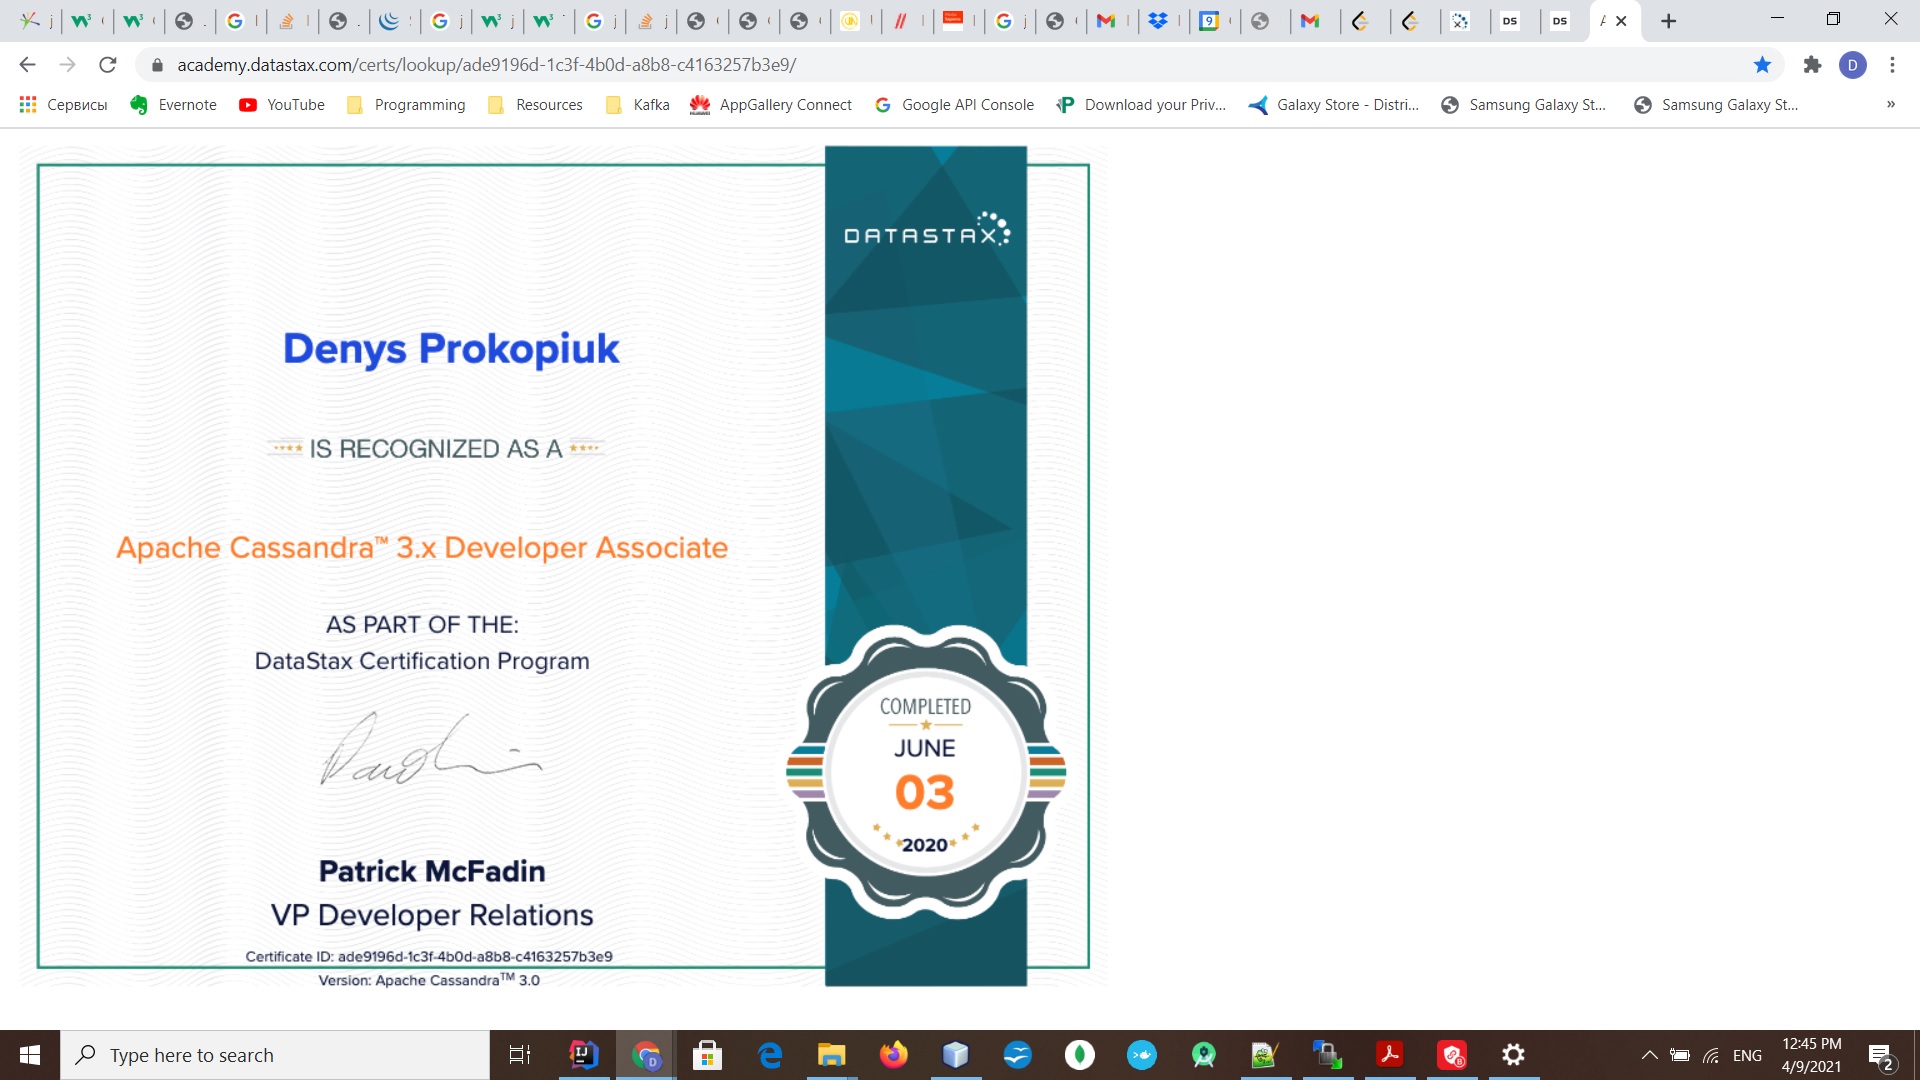 academy.datastax.com/certs/lookup/ade9196d-1c3f-4b0d-a8b8-c4163257b3e9/
D
Сервисы
Evernote
YouTube
Programming
Resources
Kafka
AppGallery Connect
Google API Console
Download your Priv...
Galaxy Store - Distri...
Samsung Galaxy St...
Samsung Galaxy St...
»
DATASTAX
Denys Prokopiuk
IS RECOGNIZED AS A
Apache Cassandra™ 3.x Developer Associate
AS PART OF THE:
DataStax Certification Program
Patrick McFadin
VP Developer Relations
Certificate ID: ade9196d-1c3f-4b0d-a8b8-c4163257b3e9
Version: Apache Cassandra™ 3.0
COMPLETED
JUNE
03
2020
Type here to search
ENG
12:45 PM
4/9/2021
2